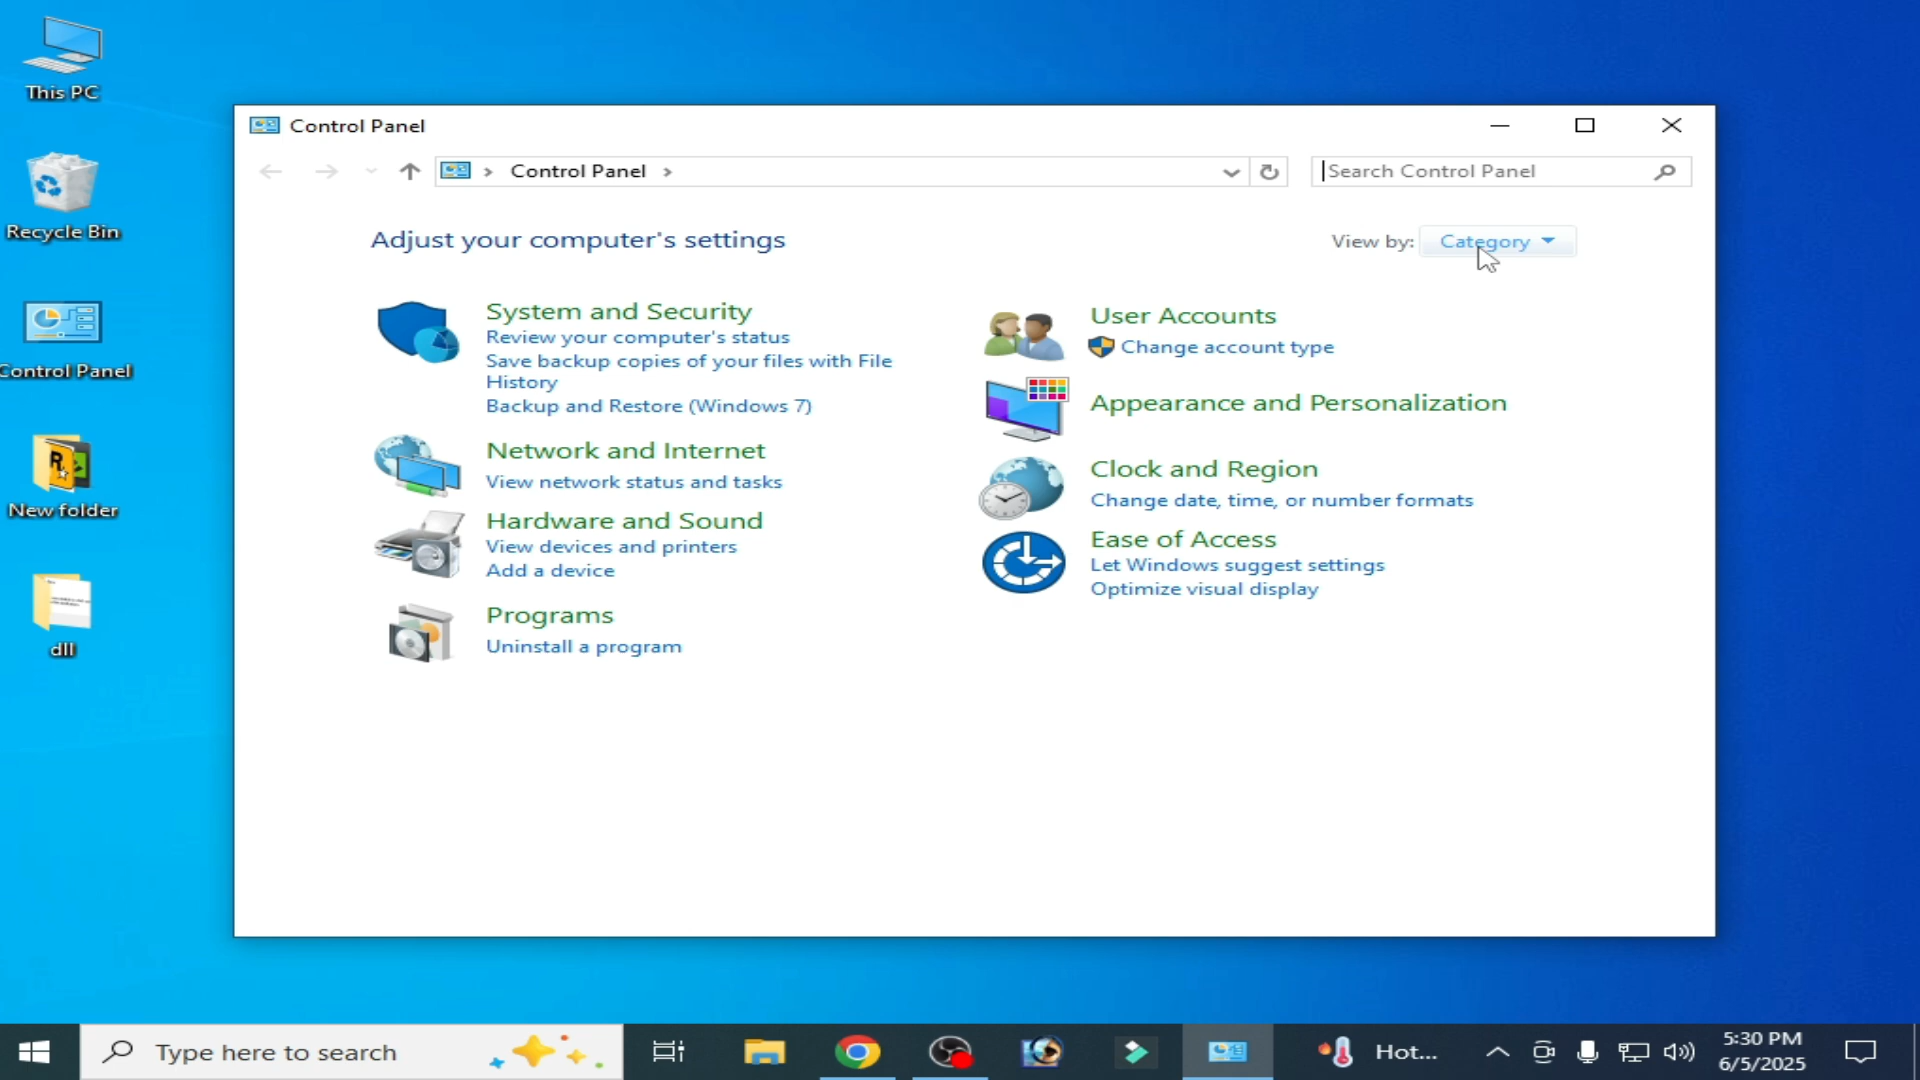 This PC
Recycle Bin
Control Panel
New folder
dll
Control Panel
Control Panel
Search Control Panel
Adjust your computer's settings
View by: Category
System and Security
Review your computer's status
Save backup copies of your files with File
History
Backup and Restore (Windows 7)
Network and Internet
View network status and tasks
Hardware and Sound
View devices and printers
Add a device
Programs
Uninstall a program
User Accounts
Change account type
Appearance and Personalization
Clock and Region
Change date, time, or number formats
Ease of Access
Let Windows suggest settings
Optimize visual display
Type here to search
Hot...
5:30 PM
6/5/2025